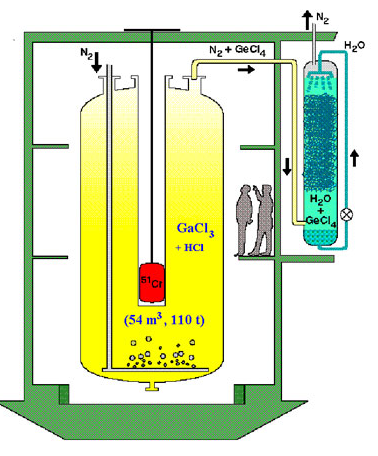 N₂
N₂
N₂ + GeCl₄
H₂O
GaCl₃
+ HCl
⁵¹Cr
(54 m³, 110 t)
H₂O
+
GeCl₄